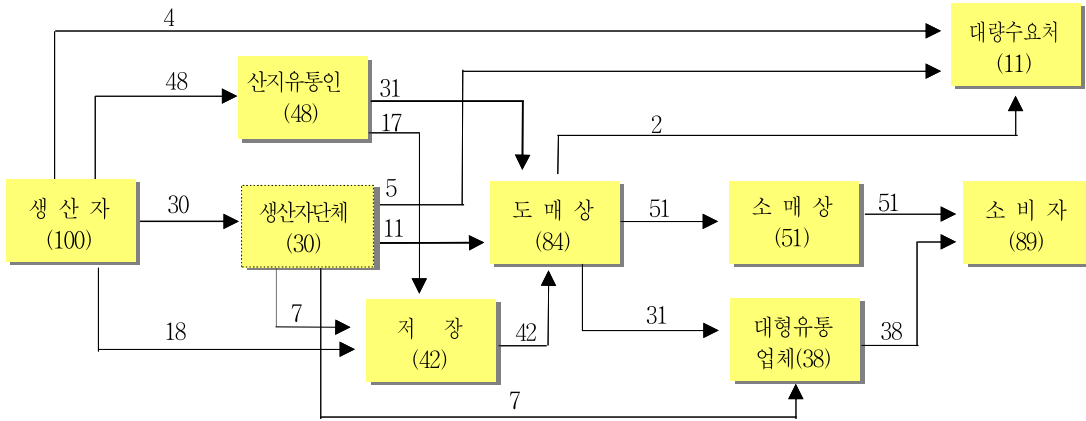 4
대량수요처
(11)
48
산지유통인
(48)
31
17
2
생 산 자
(100)
30
생산자단체
(30)
5
11
도 매 상
(84)
51
소 매 상
(51)
51
소 비 자
(89)
18
7
저 장
(42)
42
31
대형유통
업체(38)
38
7